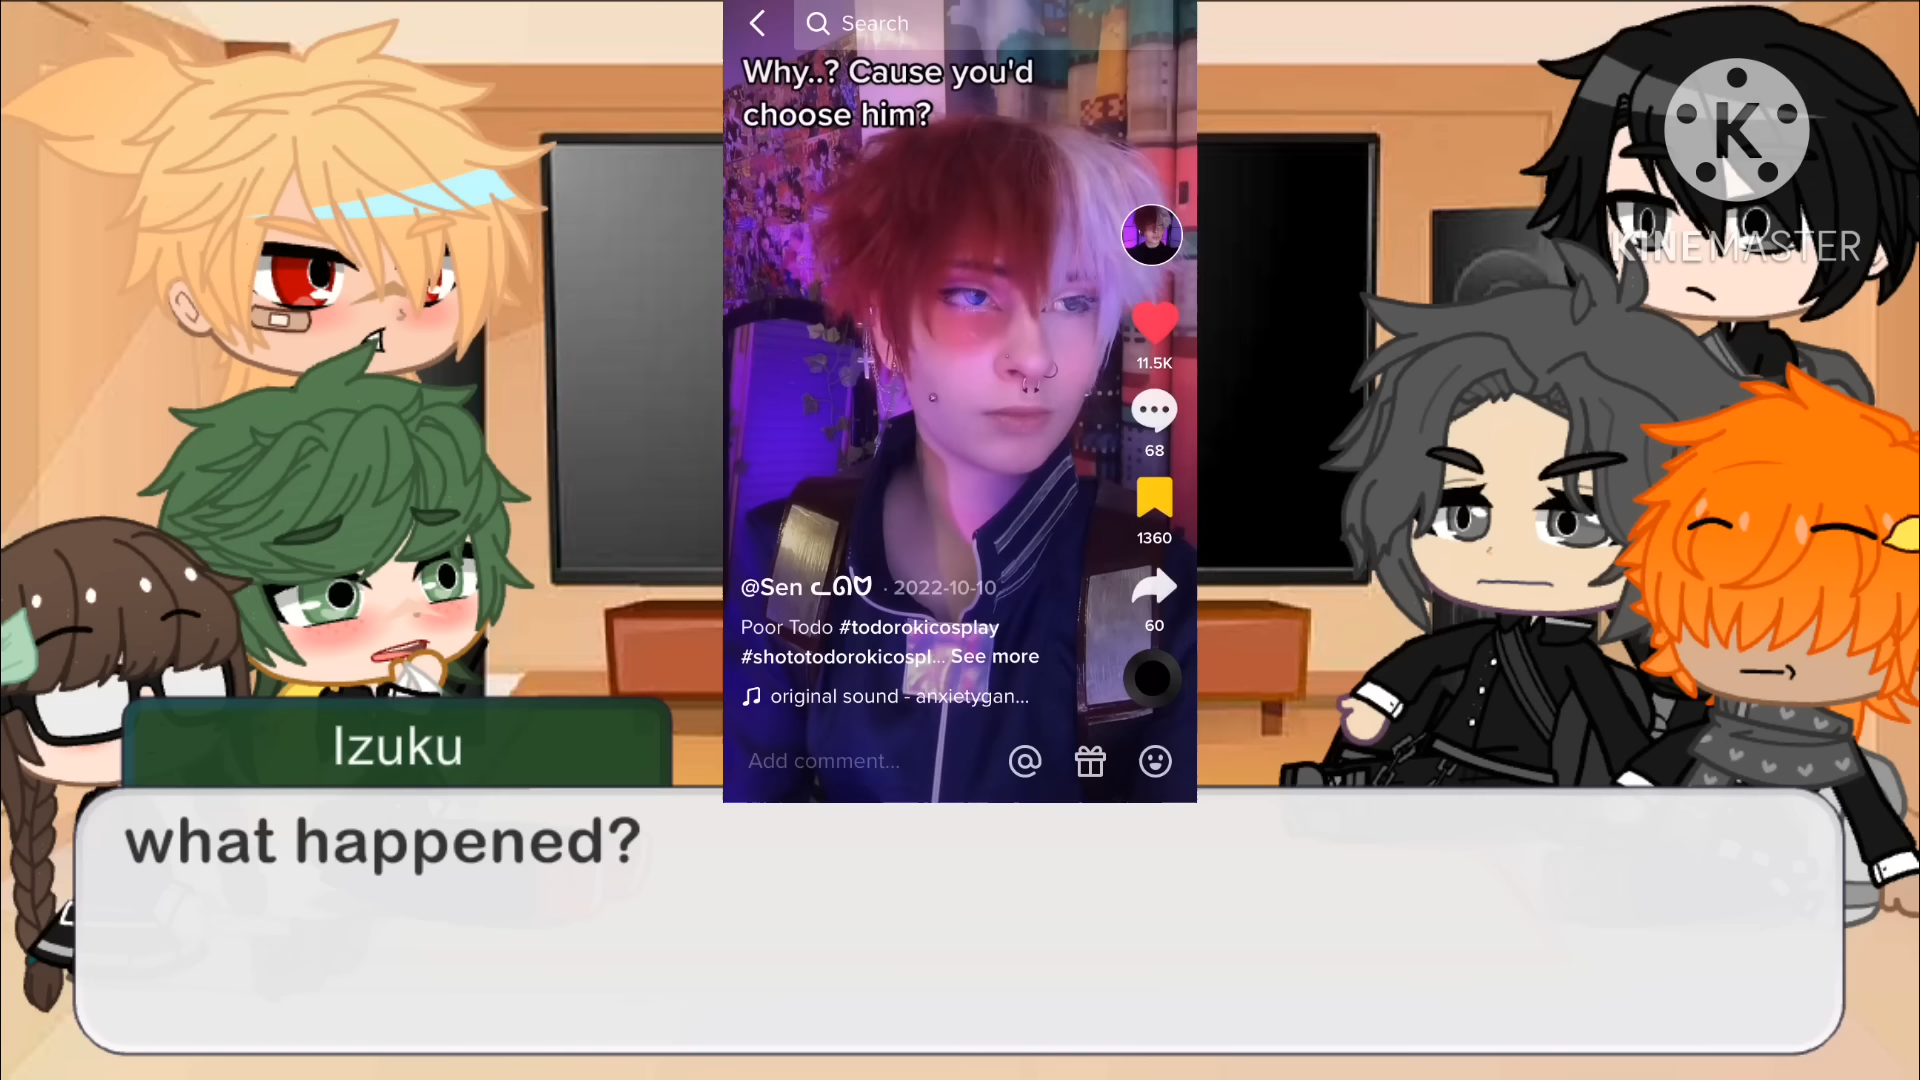 Search
Why..? Cause you'd
choose him?
K
KINEMASTER
11.5K
68
1360
@Sen ᓚᘏᗢ · 2022-10-10
Poor Todo #todorokicosplay
60
#shototodorokicospl... See more
original sound - anxietygan...
Add comment...
Izuku
what happened?